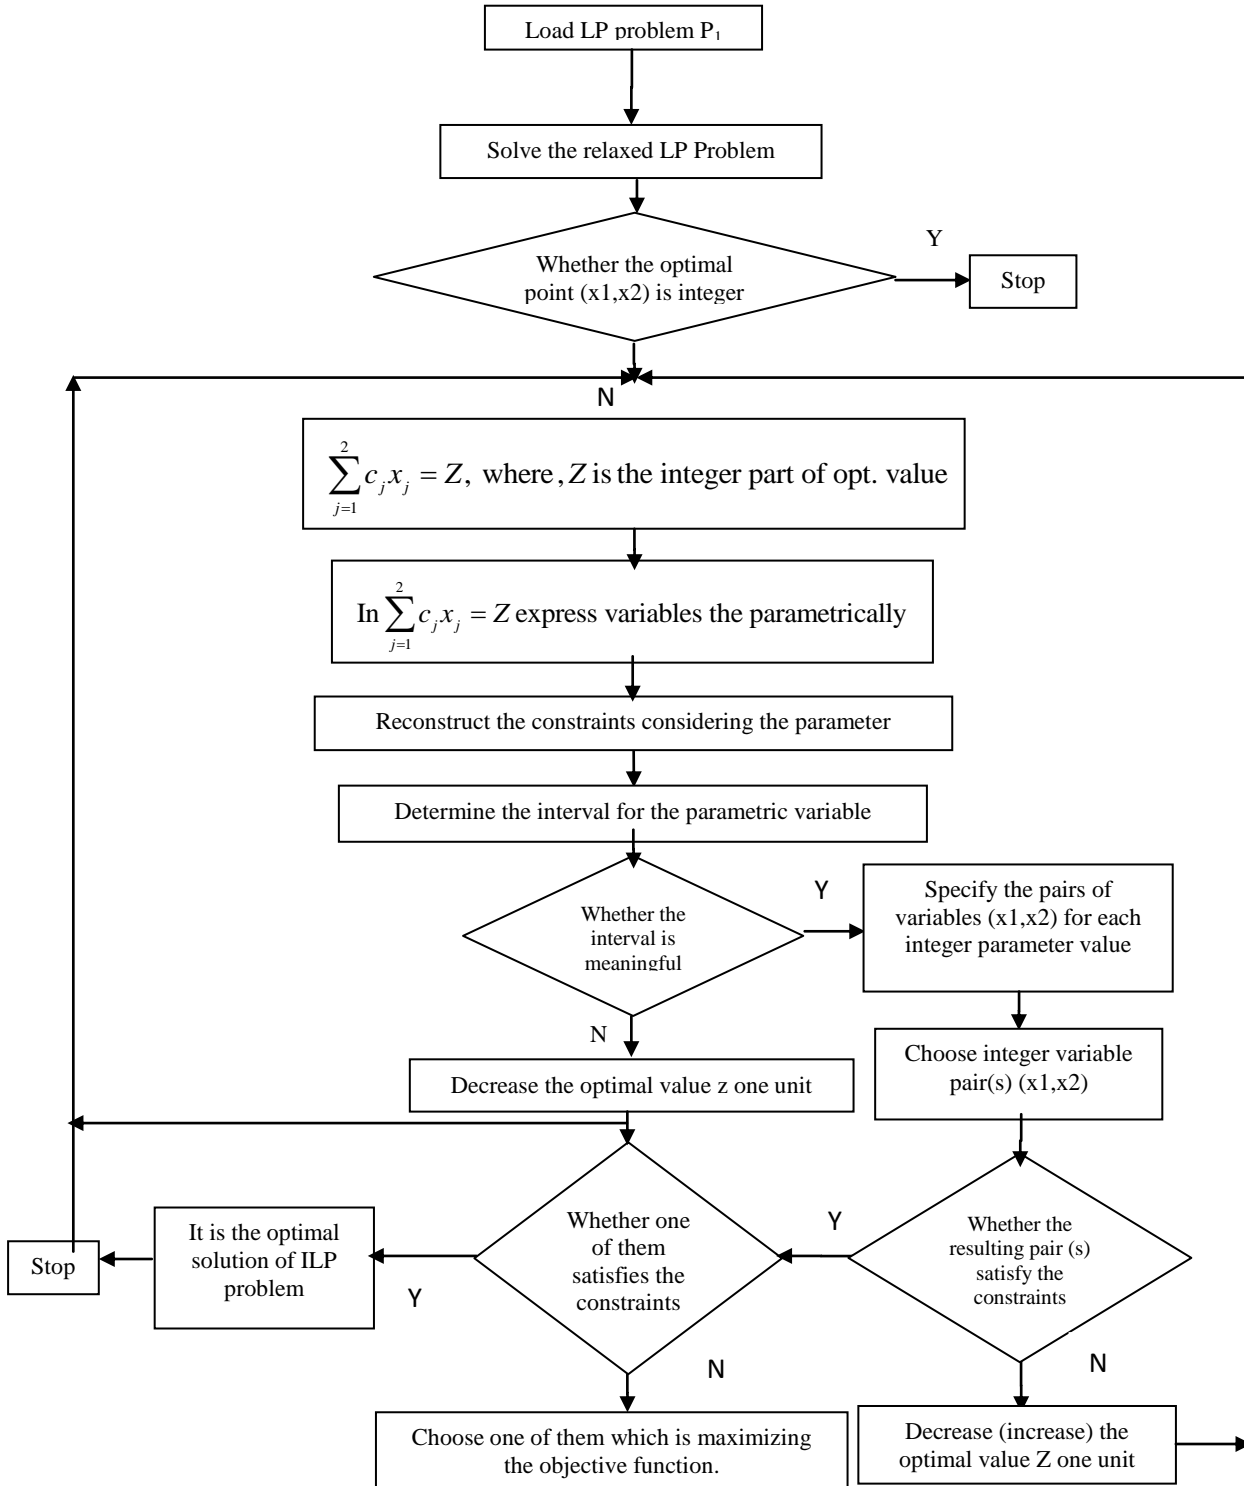 Load LP problem P₁
Solve the relaxed LP Problem
Whether the optimal
point (x1,x2) is integer
Y
Stop
N
\sum_{j=1}^{2} c_j x_j = Z, where, Z is the integer part of opt. value
In \sum_{j=1}^{2} c_j x_j = Z express variables the parametrically
Reconstruct the constraints considering the parameter
Determine the interval for the parametric variable
Whether the
interval is
meaningful
Y
Specify the pairs of
variables (x1,x2) for each
integer parameter value
N
Decrease the optimal value z one unit
Choose integer variable
pair(s) (x1,x2)
Whether the
resulting pair (s)
satisfy the
constraints
Y
Whether one
of them
satisfies the
constraints
Y
It is the optimal
solution of ILP
problem
Stop
N
Choose one of them which is maximizing
the objective function.
N
Decrease (increase) the
optimal value Z one unit